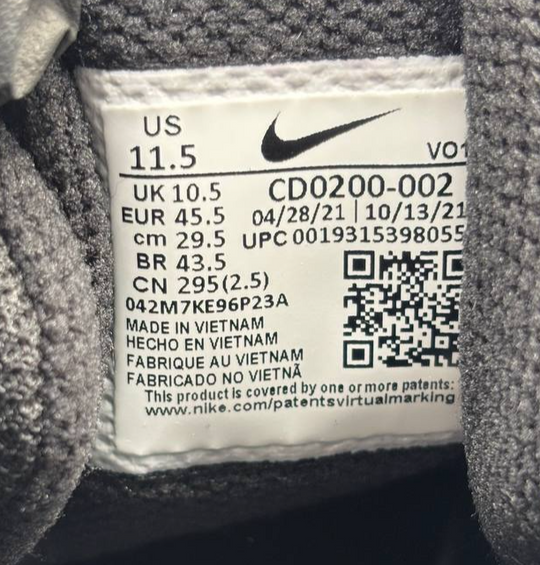 US
11.5
VO1
UK 10.5
CD0200-002
EUR 45.5
04/28/21 | 10/13/21
cm 29.5
UPC 0019315398055
BR 43.5
CN 295(2.5)
042M7KE96P23A
MADE IN VIETNAM
HECHO EN VIETNAM
FABRIQUE AU VIETNAM
FABRICADO NO VIETNÃ
This product is covered by one or more patents:
www.nike.com/patentsvirtualmarking